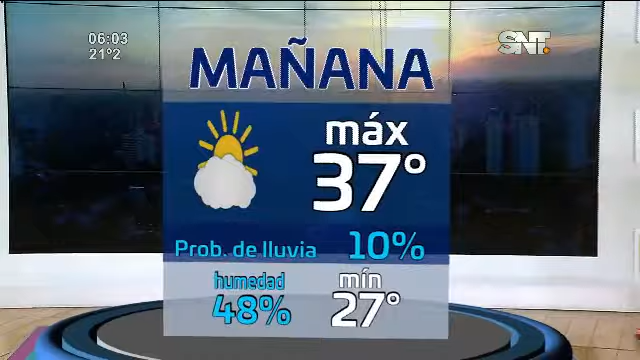 06:03
21°2
SNT.
MAÑANA
máx
37°
Prob. de lluvia 10%
humedad
48%
mín
27°